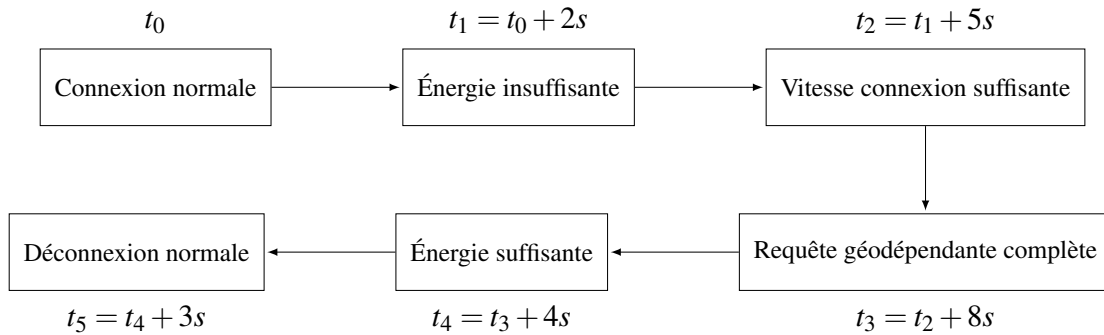 t₀
t₁ = t₀ + 2s
t₂ = t₁ + 5s
Connexion normale
Énergie insuffisante
Vitesse connexion suffisante
Requête géodépendante complète
Énergie suffisante
Déconnexion normale
t₃ = t₂ + 8s
t₄ = t₃ + 4s
t₅ = t₄ + 3s